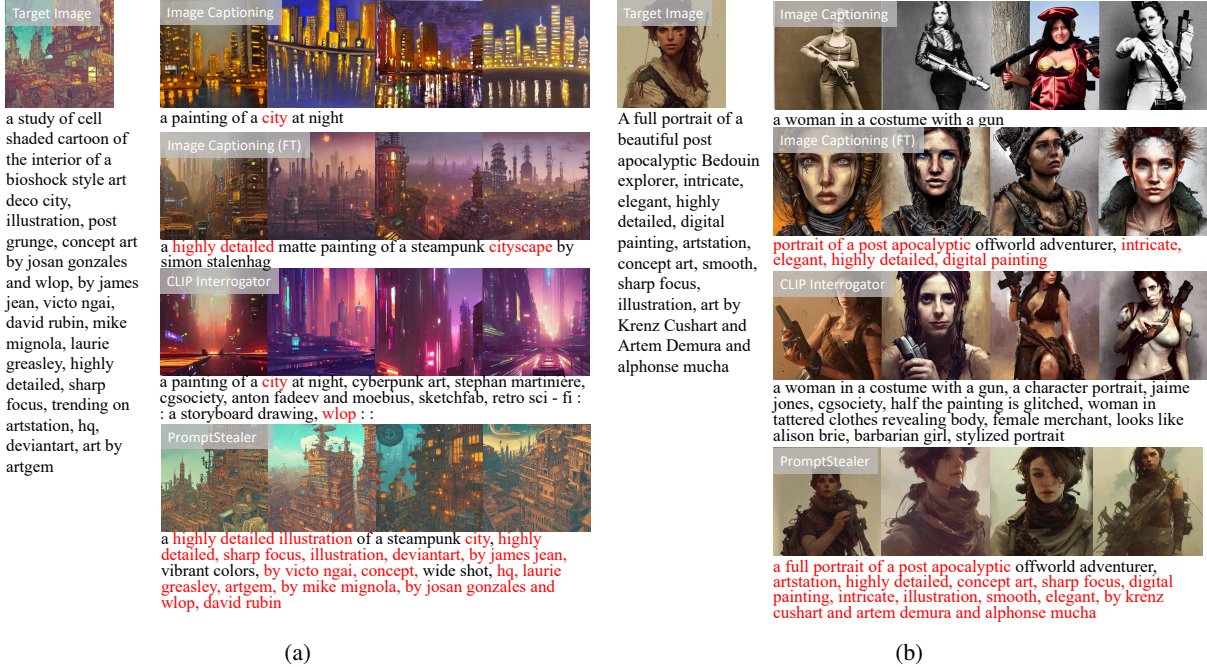 Target Image
a study of cell
shaded cartoon of
the interior of a
bioshock style art
deco city,
illustration, post
grunge, concept art
by josan gonzales
and wlop, by james
jean, victo ngai,
david rubin, mike
mignola, laurie
greasley, highly
detailed, sharp
focus, trending on
artstation, hq,
deviantart, art by
artgem
Image Captioning
a painting of a city at night
Image Captioning (FT)
a highly detailed matte painting of a steampunk cityscape by
simon stalenhag
CLIP Interrogator
a painting of a city at night, cyberpunk art, stephan martinière,
cgsociety, anton fadeev and moebius, sketchfab, retro sci - fi :
: a storyboard drawing, wlop : :
PromptStealer
a highly detailed illustration of a steampunk city, highly
detailed, sharp focus, illustration, deviantart, by james jean,
vibrant colors, by victo ngai, concept, wide shot, hq, laurie
greasley, artgem, by mike mignola, by josan gonzales and
wlop, david rubin
(a)
Target Image
A full portrait of a
beautiful post
apocalyptic Bedouin
explorer, intricate,
elegant, highly
detailed, digital
painting, artstation,
concept art, smooth,
sharp focus,
illustration, art by
Krenz Cushart and
Artem Demura and
alphonse mucha
Image Captioning
a woman in a costume with a gun
Image Captioning (FT)
portrait of a post apocalyptic offworld adventurer, intricate,
elegant, highly detailed, digital painting
CLIP Interrogator
a woman in a costume with a gun, a character portrait, jaime
jones, cgsociety, half the painting is glitched, woman in
tattered clothes revealing body, female merchant, looks like
alison brie, barbarian girl, stylized portrait
PromptStealer
a full portrait of a post apocalyptic offworld adventurer,
artstation, highly detailed, concept art, sharp focus, digital
painting, intricate, illustration, smooth, elegant, by krenz
cushart and artem demura and alphonse mucha
(b)